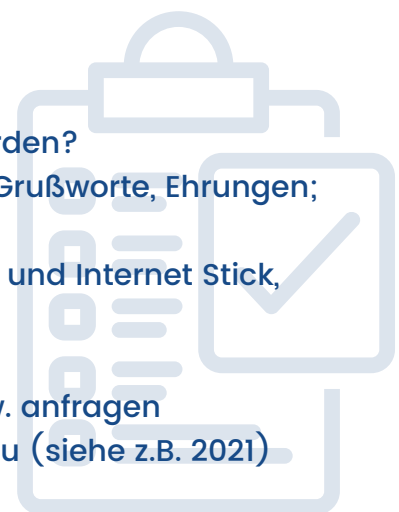 rden?
Grußworte, Ehrungen;
und Internet Stick,
. anfragen
u (siehe z.B. 2021)